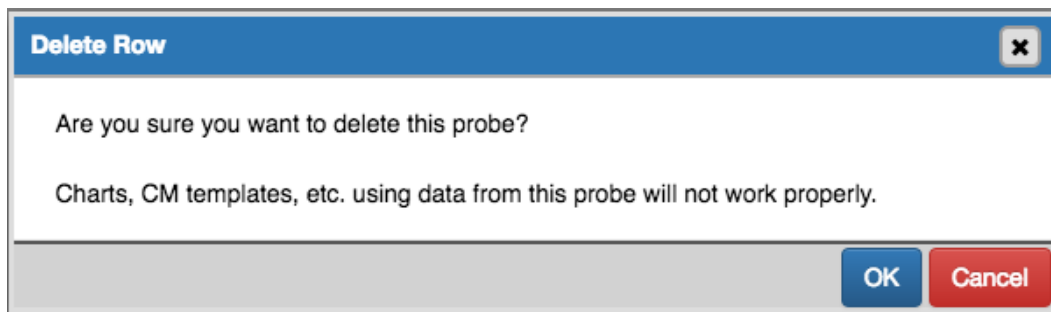 Delete Row
Are you sure you want to delete this probe?
Charts, CM templates, etc. using data from this probe will not work properly.
OK Cancel